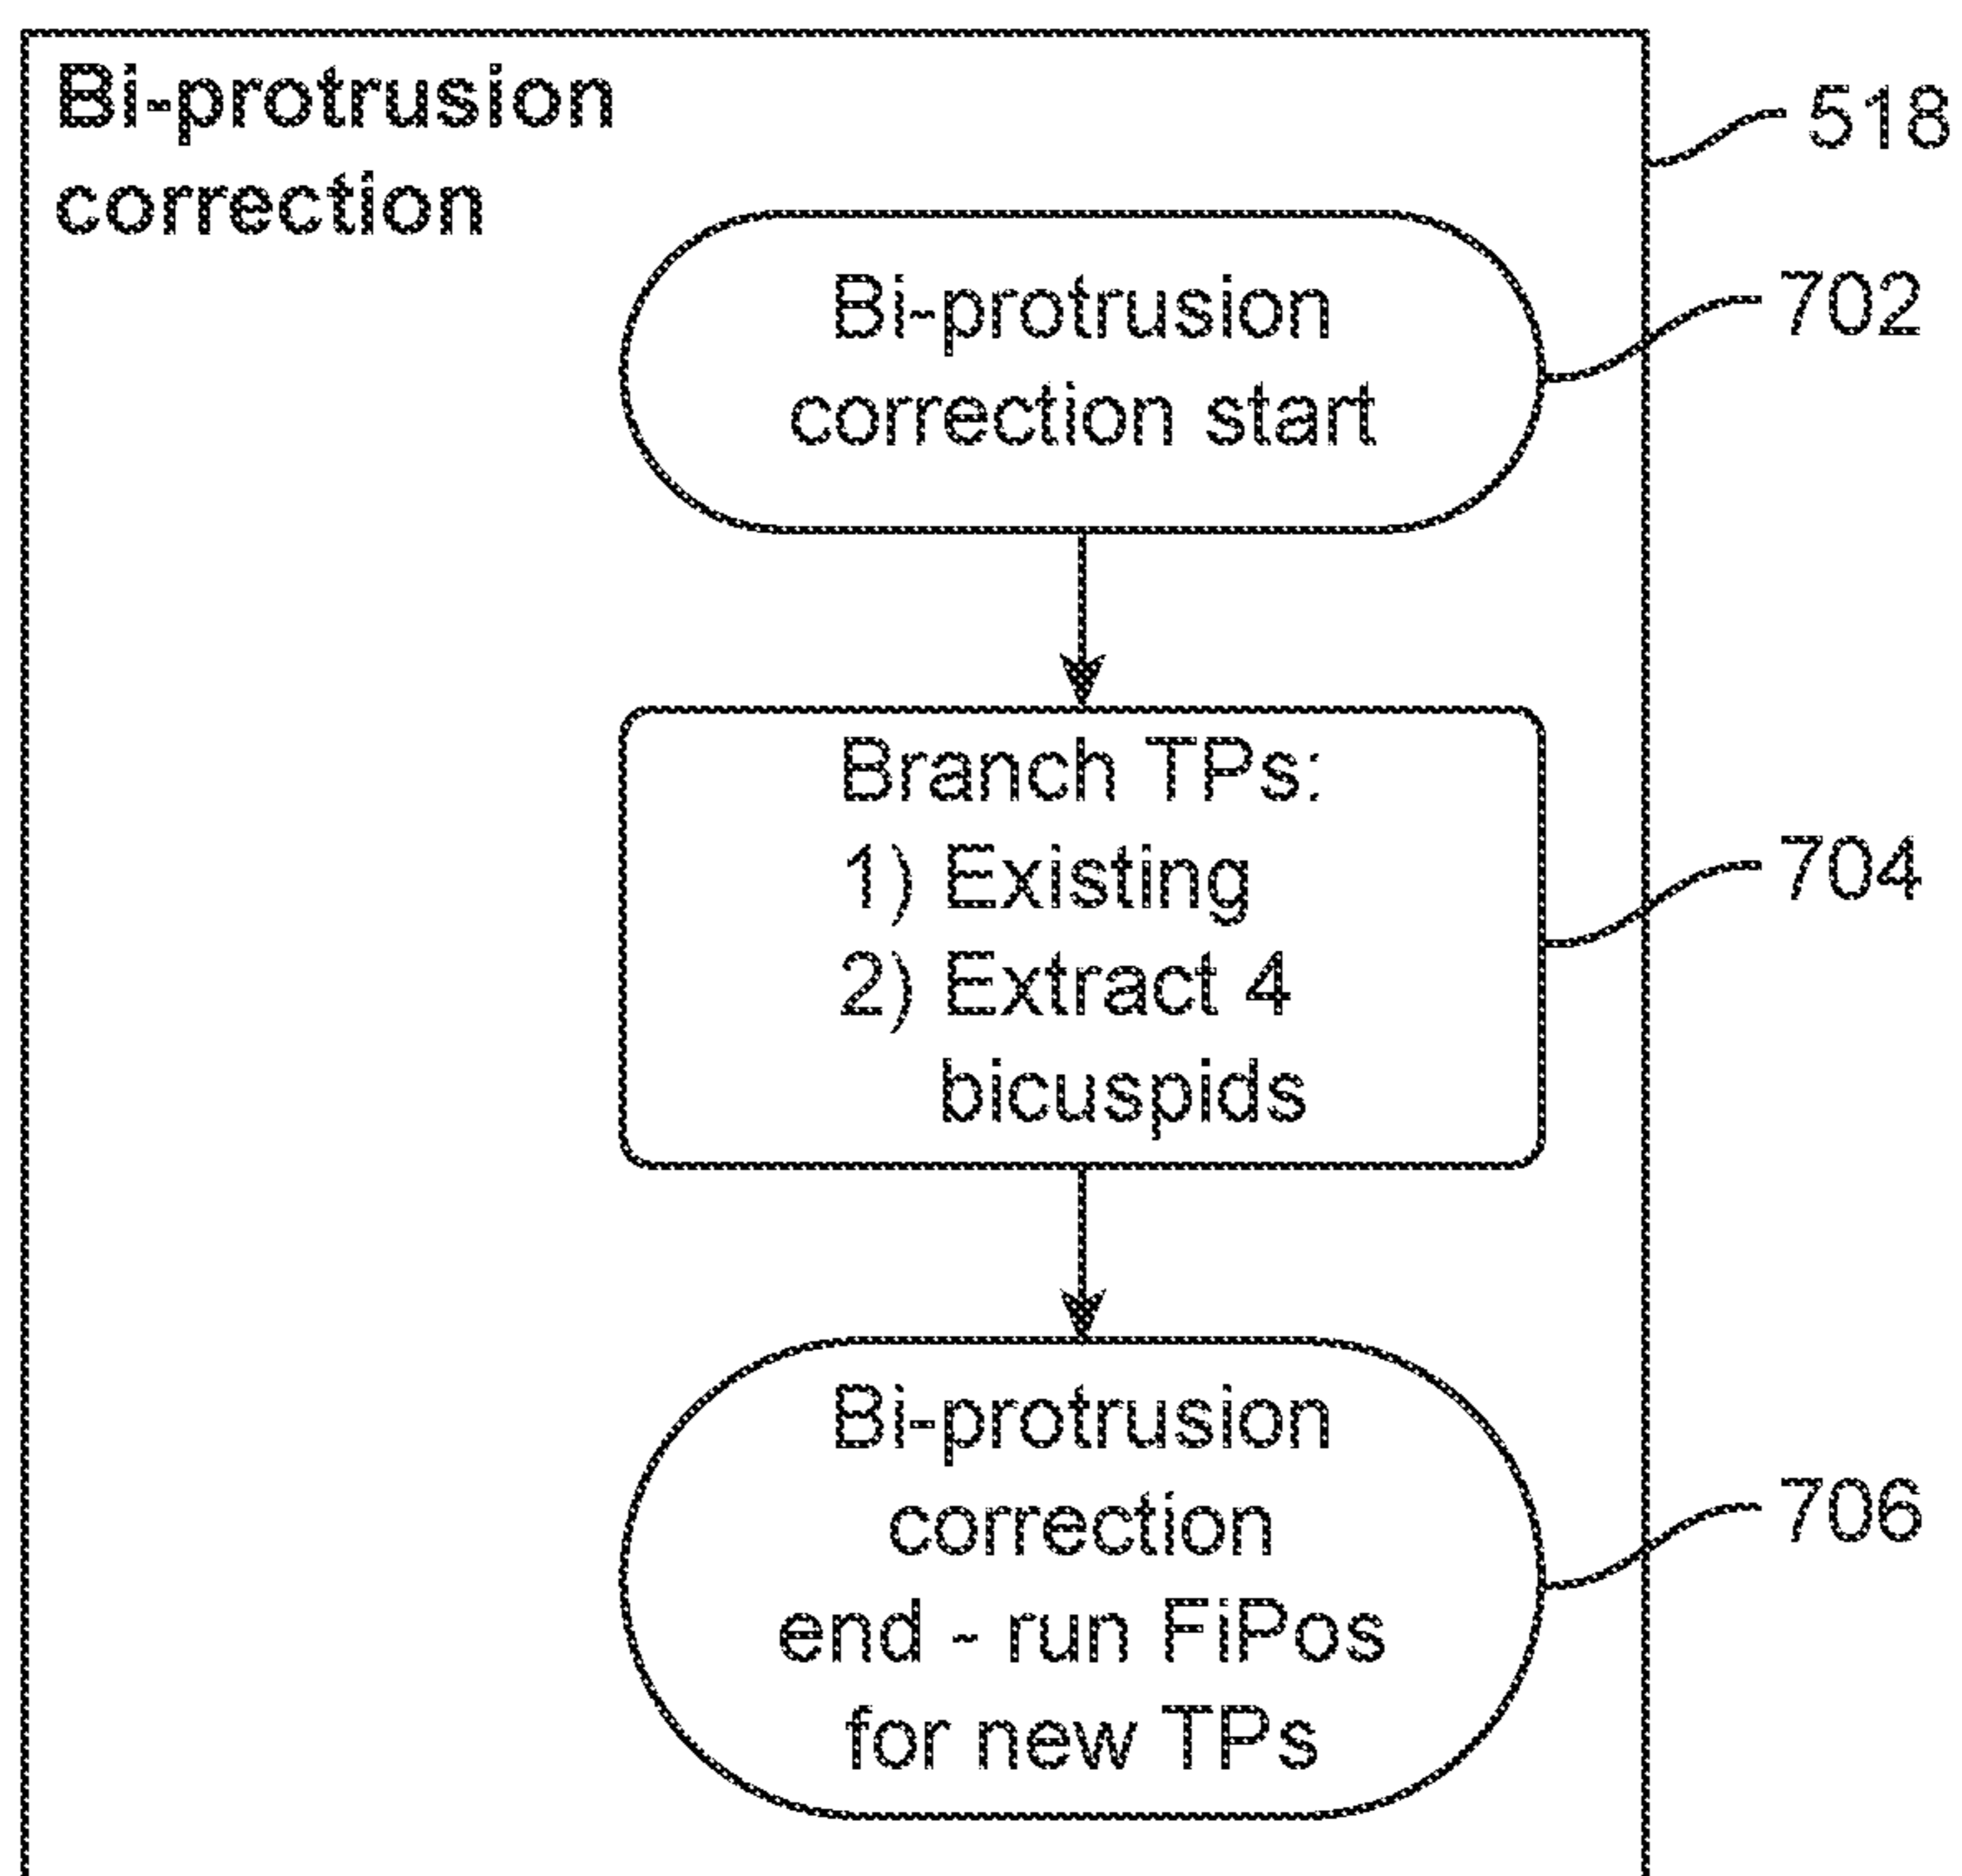 Bi-protrusion
correction
518
Bi-protrusion
correction start
702
Branch TPs:
1) Existing
2) Extract 4
bicuspids
704
Bi-protrusion
correction
end - run FiPos
for new TPs
706